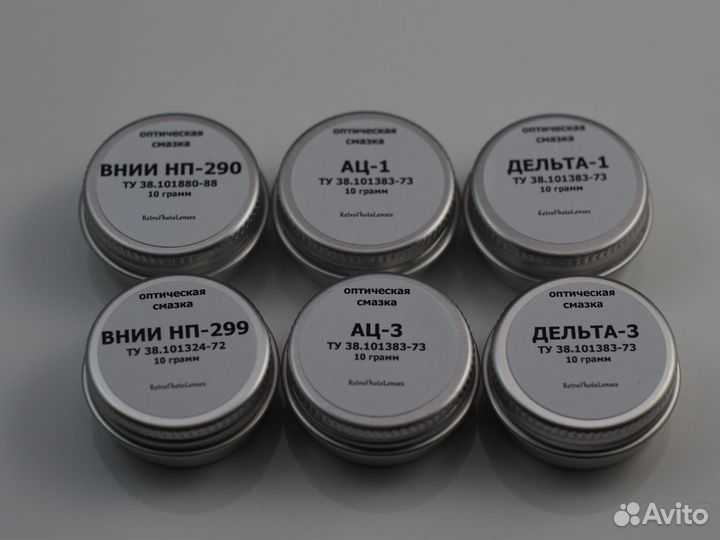 оптическая
смазка
ВНИИ НП-290
ТУ 38.101880-88
10 грамм
RetroPhotoLenses
оптическая
смазка
АЦ-1
ТУ 38.101383-73
10 грамм
RetroPhotoLenses
оптическая
смазка
ДЕЛЬТА-1
ТУ 38.101383-73
10 грамм
RetroPhotoLenses
оптическая
смазка
ВНИИ НП-299
ТУ 38.101324-72
10 грамм
RetroPhotoLenses
оптическая
смазка
АЦ-3
ТУ 38.101383-73
10 грамм
RetroPhotoLenses
оптическая
смазка
ДЕЛЬТА-3
ТУ 38.101383-73
10 грамм
RetroPhotoLenses
Avito